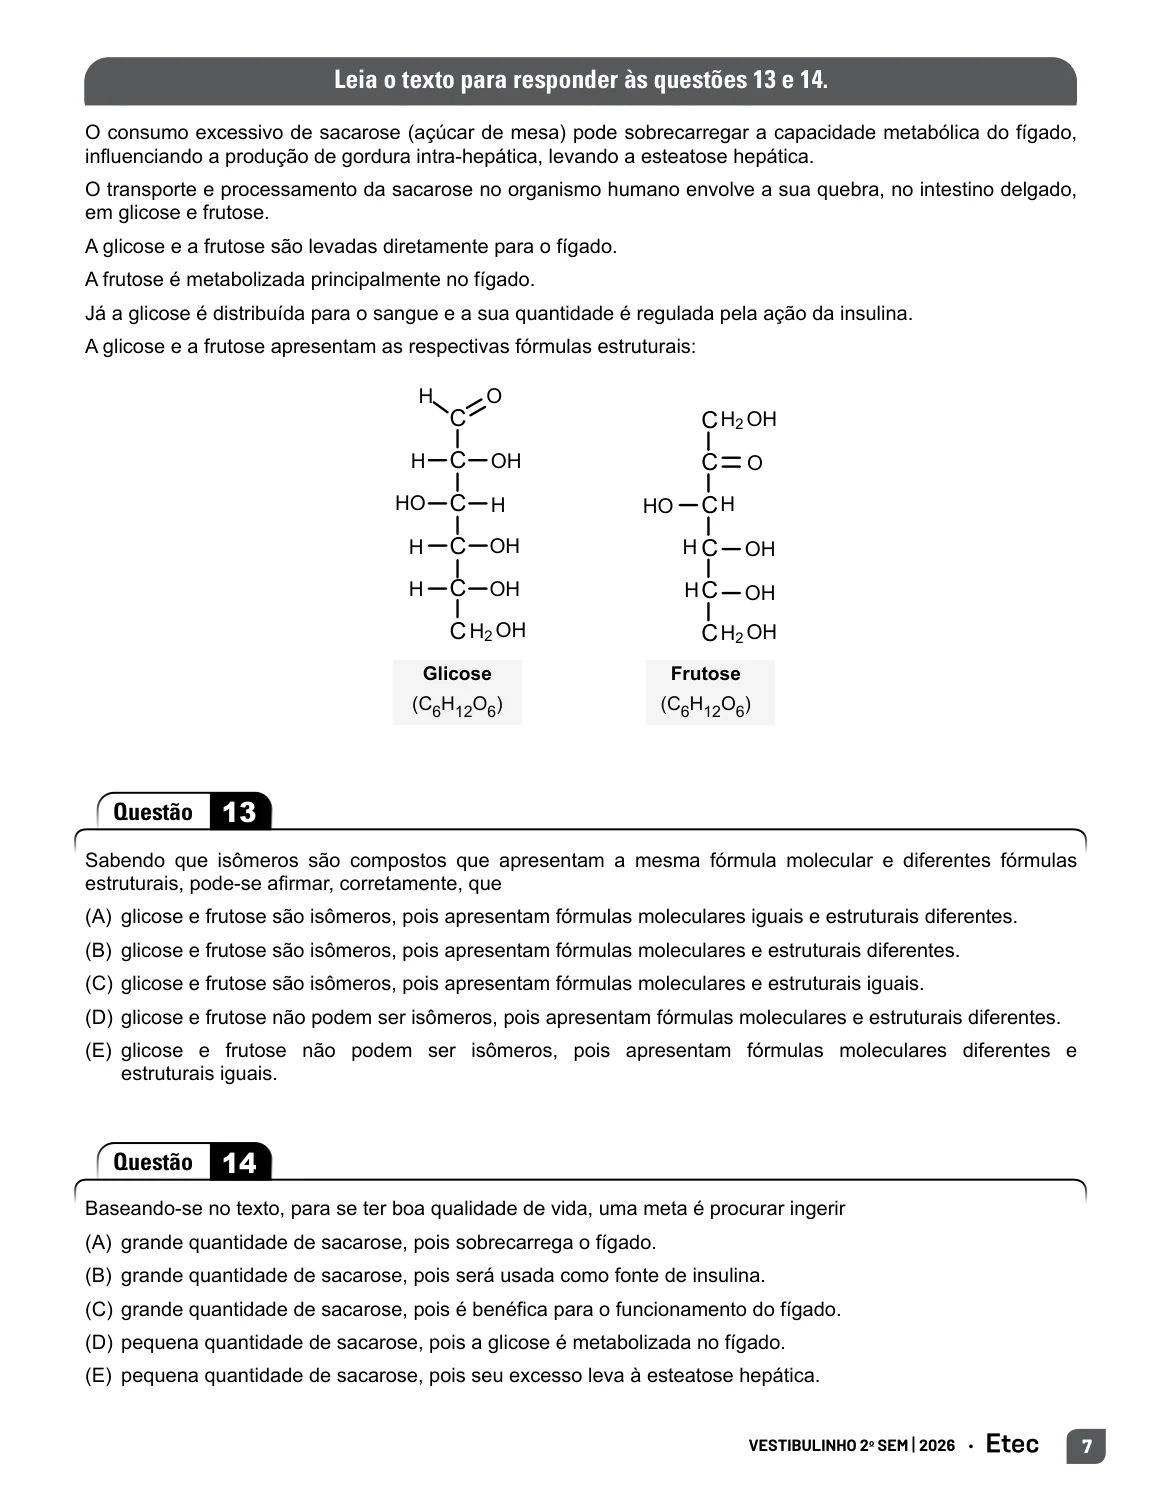 Leia o texto para responder às questões 13 e 14.
O consumo excessivo de sacarose (açúcar de mesa) pode sobrecarregar a capacidade metabólica do fígado,
influenciando a produção de gordura intra-hepática, levando a esteatose hepática.
O transporte e processamento da sacarose no organismo humano envolve a sua quebra, no intestino delgado,
em glicose e frutose.
A glicose e a frutose são levadas diretamente para o fígado.
A frutose é metabolizada principalmente no fígado.
Já a glicose é distribuída para o sangue e a sua quantidade é regulada pela ação da insulina.
A glicose e a frutose apresentam as respectivas fórmulas estruturais:
H O
C
H C OH
HO C H
H C OH
H C OH
CH2OH
Glicose
(C6H12O6)
CH2OH
C O
HO CH
HC OH
HC OH
CH2OH
Frutose
(C6H12O6)
Questão 13
Sabendo que isômeros são compostos que apresentam a mesma fórmula molecular e diferentes fórmulas
estruturais, pode-se afirmar, corretamente, que
(A) glicose e frutose são isômeros, pois apresentam fórmulas moleculares iguais e estruturais diferentes.
(B) glicose e frutose são isômeros, pois apresentam fórmulas moleculares e estruturais diferentes.
(C) glicose e frutose são isômeros, pois apresentam fórmulas moleculares e estruturais iguais.
(D) glicose e frutose não podem ser isômeros, pois apresentam fórmulas moleculares e estruturais diferentes.
(E) glicose e frutose não podem ser isômeros, pois apresentam fórmulas moleculares diferentes e
estruturais iguais.
Questão 14
Baseando-se no texto, para se ter boa qualidade de vida, uma meta é procurar ingerir
(A) grande quantidade de sacarose, pois sobrecarrega o fígado.
(B) grande quantidade de sacarose, pois será usada como fonte de insulina.
(C) grande quantidade de sacarose, pois é benéfica para o funcionamento do fígado.
(D) pequena quantidade de sacarose, pois a glicose é metabolizada no fígado.
(E) pequena quantidade de sacarose, pois seu excesso leva à esteatose hepática.
VESTIBULINHO 2º SEM | 2026 • Etec 7